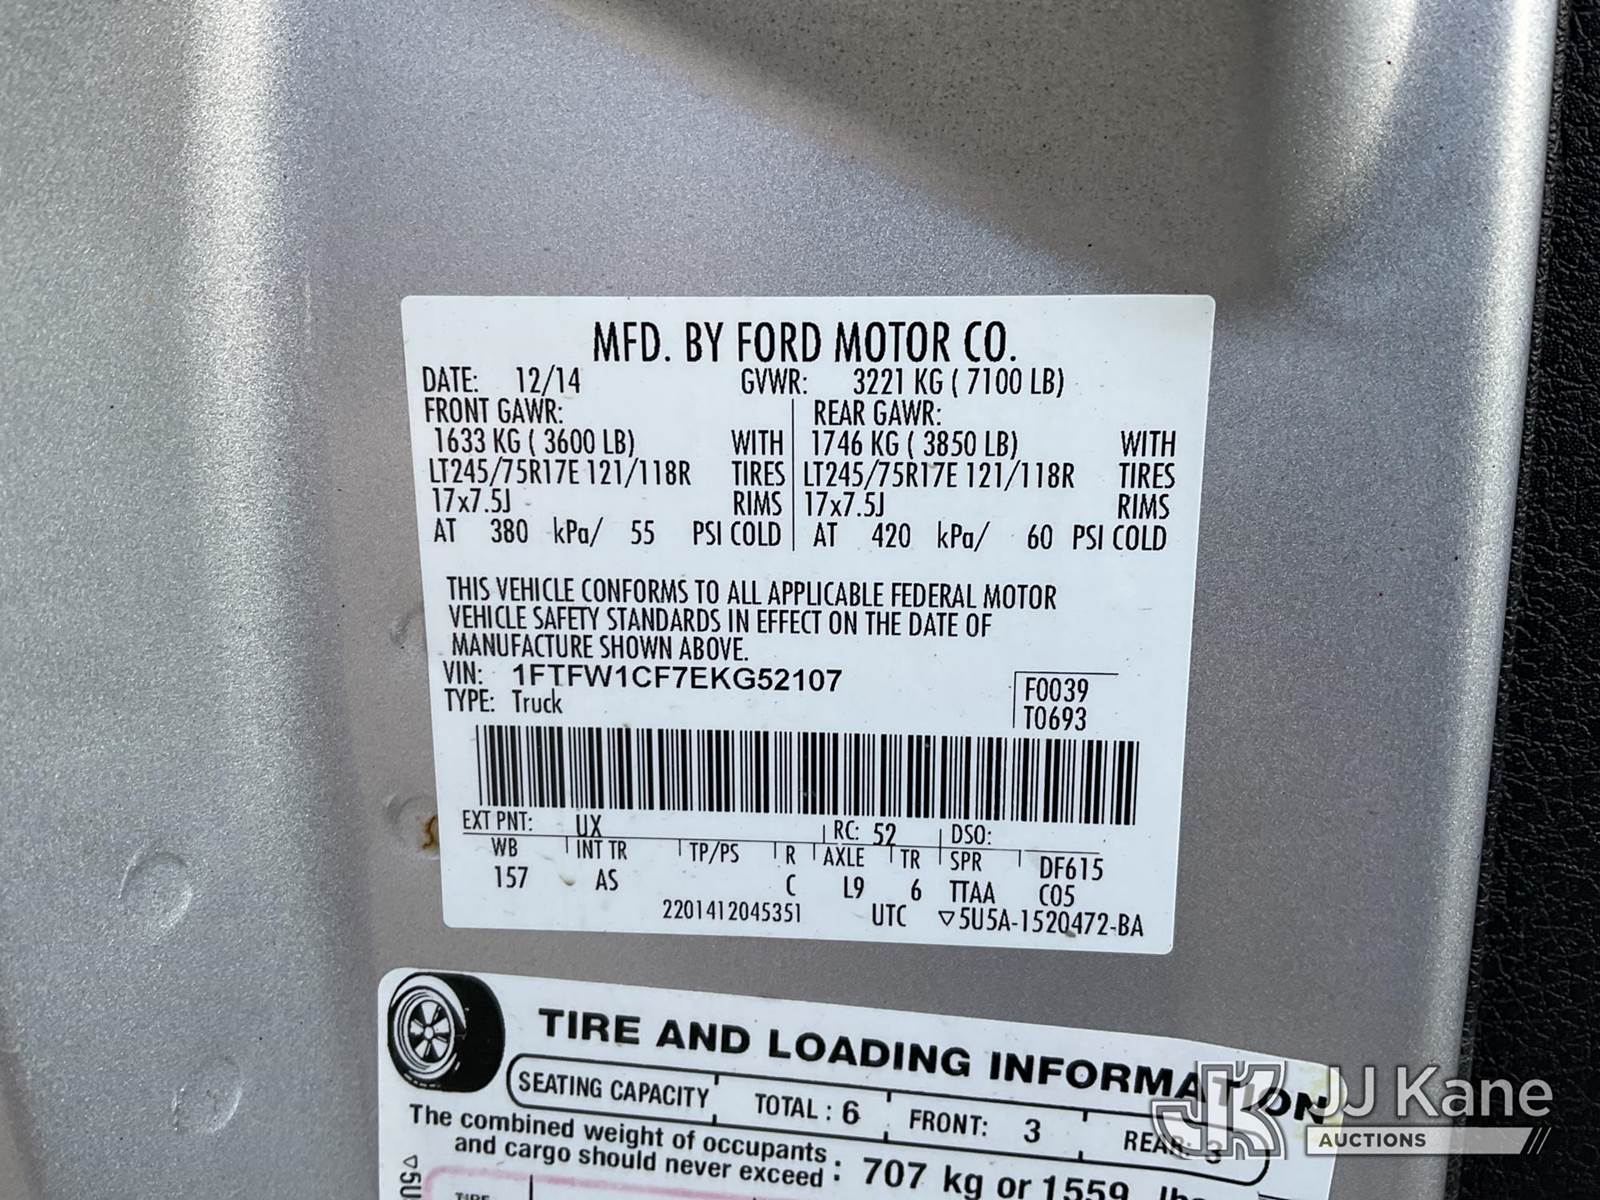 MFD. BY FORD MOTOR CO.
DATE: 12/14 GVWR: 3221 KG ( 7100 LB)
FRONT GAWR: REAR GAWR:
1633 KG ( 3600 LB) WITH 1746 KG ( 3850 LB) WITH
LT245/75R17E 121/118R TIRES LT245/75R17E 121/118R TIRES
17x7.5J RIMS 17x7.5J RIMS
AT 380 kPa/ 55 PSI COLD AT 420 kPa/ 60 PSI COLD
THIS VEHICLE CONFORMS TO ALL APPLICABLE FEDERAL MOTOR
VEHICLE SAFETY STANDARDS IN EFFECT ON THE DATE OF
MANUFACTURE SHOWN ABOVE.
VIN: 1FTFW1CF7EKG52107 F0039
TYPE: Truck T0693
EXT PNT: UX RC: 52 DSO:
WB INT TR TP/PS R AXLE TR SPR DF615
157 AS C L9 6 TTAA C05
2201412045351 UTC ▽5U5A-1520472-BA
TIRE AND LOADING INFORMATION
SEATING CAPACITY TOTAL : 6 FRONT: 3 REAR: 3
The combined weight of occupants
and cargo should never exceed : 707 kg or 1559 lbs
▽5U
TIRE
JJ Kane
AUCTIONS